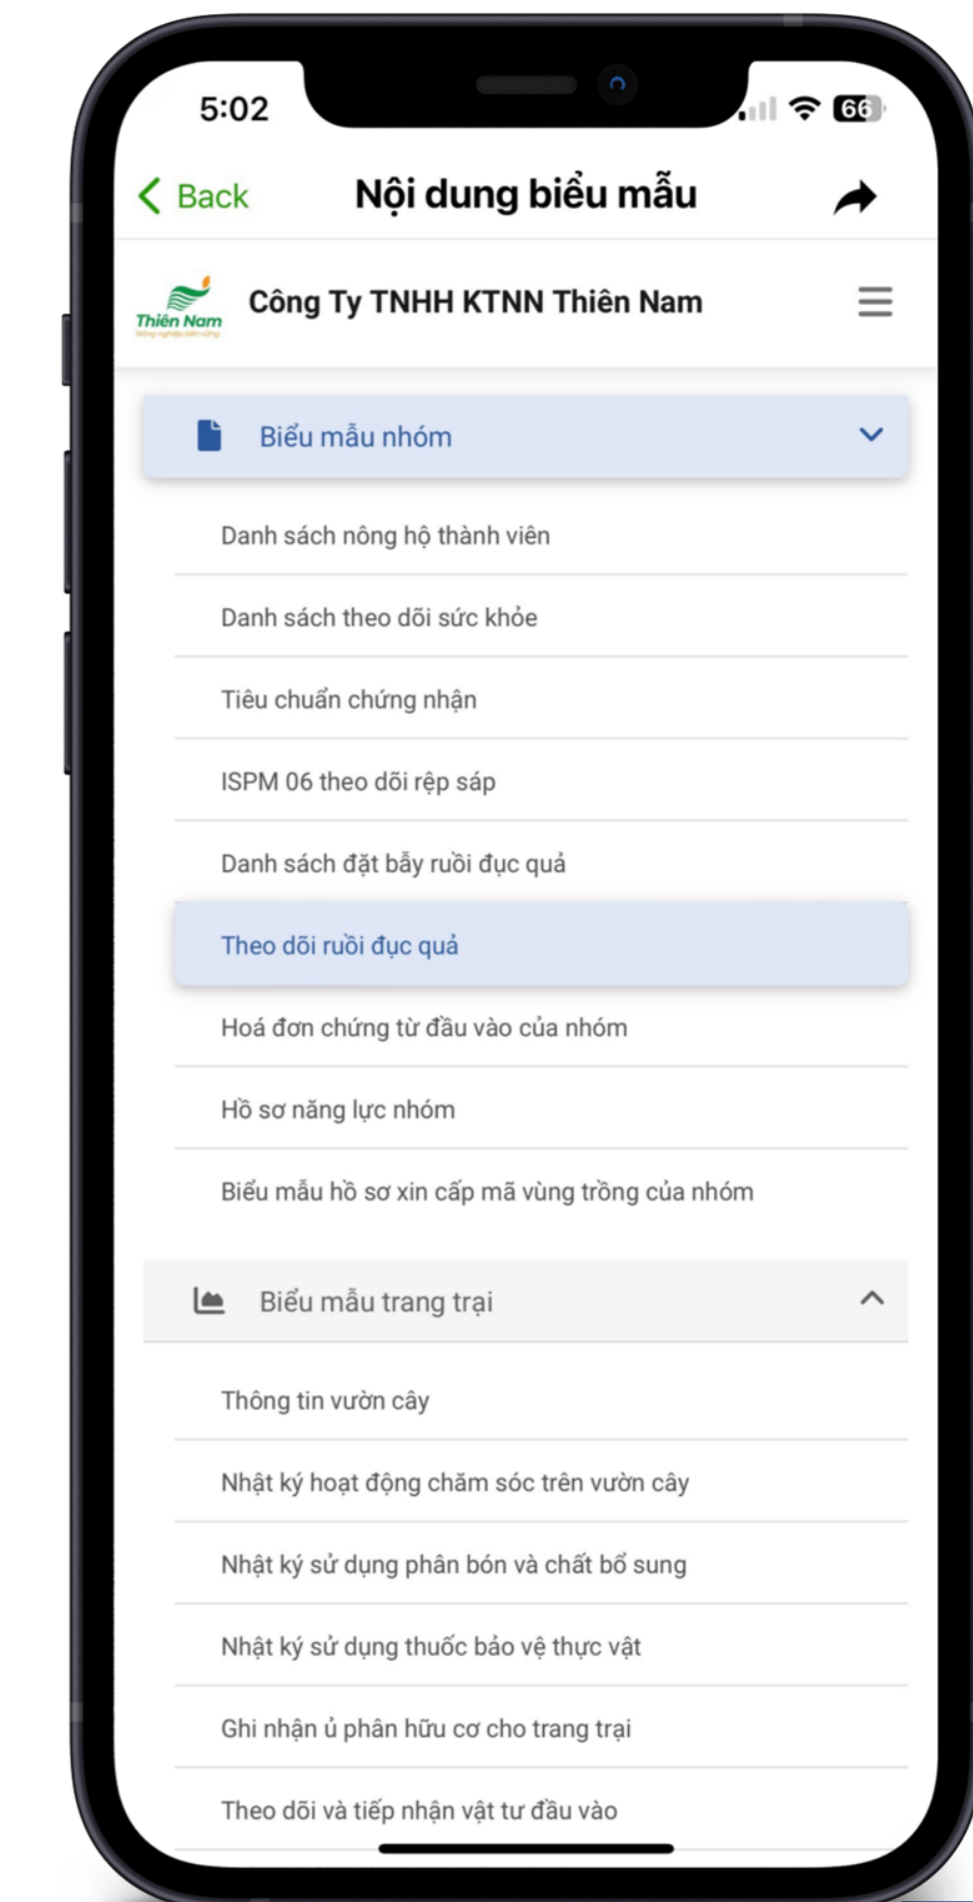 5:02
66
Back
Nội dung biểu mẫu
Thiên Nam
Nông nghiệp bền vững
Công Ty TNHH KTNN Thiên Nam
Biểu mẫu nhóm
Danh sách nông hộ thành viên
Danh sách theo dõi sức khỏe
Tiêu chuẩn chứng nhận
ISPM 06 theo dõi rệp sáp
Danh sách đặt bẫy ruồi đục quả
Theo dõi ruồi đục quả
Hoá đơn chứng từ đầu vào của nhóm
Hồ sơ năng lực nhóm
Biểu mẫu hồ sơ xin cấp mã vùng trồng của nhóm
Biểu mẫu trang trại
Thông tin vườn cây
Nhật ký hoạt động chăm sóc trên vườn cây
Nhật ký sử dụng phân bón và chất bổ sung
Nhật ký sử dụng thuốc bảo vệ thực vật
Ghi nhận ủ phân hữu cơ cho trang trại
Theo dõi và tiếp nhận vật tư đầu vào